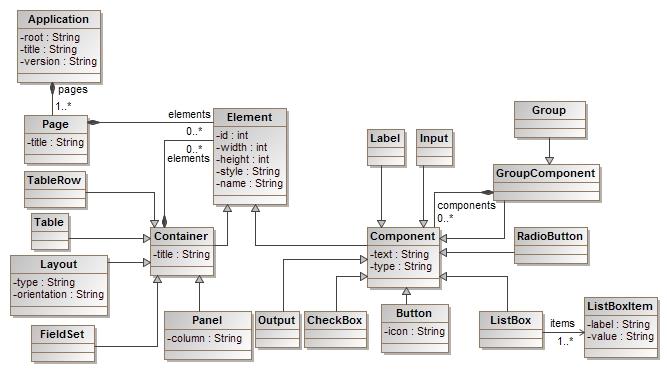 Application
-root : String
-title : String
-version : String
pages
1..*
Page
-title : String
elements
0..*
0..*
elements
Element
-id : int
-width : int
-height : int
-style : String
-name : String
Label
Input
Group
GroupComponent
components
0..*
TableRow
Table
Layout
-type : String
-orientation : String
FieldSet
Container
-title : String
Panel
-column : String
Component
-text : String
-type : String
RadioButton
Output
CheckBox
Button
-icon : String
ListBox
items
1..*
ListBoxItem
-label : String
-value : String